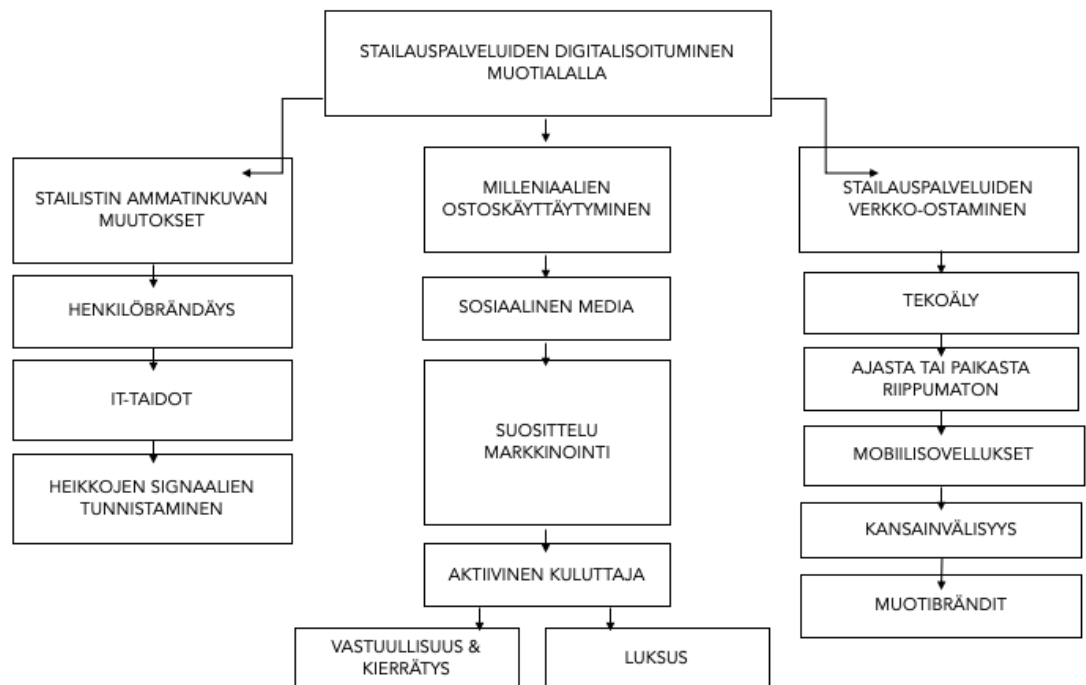 STAILAUSPALVELUIDEN DIGITALISOITUMINEN
MUOTIALALLA
STAILISTIN AMMATINKUVAN
MUUTOKSET
HENKILÖBRÄNDÄYS
IT-TAIDOT
HEIKKOJEN SIGNAALIEN
TUNNISTAMINEN
MILLENIAALIEN
OSTOSKÄYTTÄYTYMINEN
SOSIAALINEN MEDIA
SUOSITTELU
MARKKINOINTI
AKTIIVINEN KULUTTAJA
VASTUULLISUUS &
KIERRÄTYS
LUKSUS
STAILAUSPALVELUIDEN
VERKKO-OSTAMINEN
TEKOÄLY
AJASTA TAI PAIKASTA
RIIPPUMATON
MOBIILISOVELLUKSET
KANSAINVÄLISYYS
MUOTIBRÄNDIT